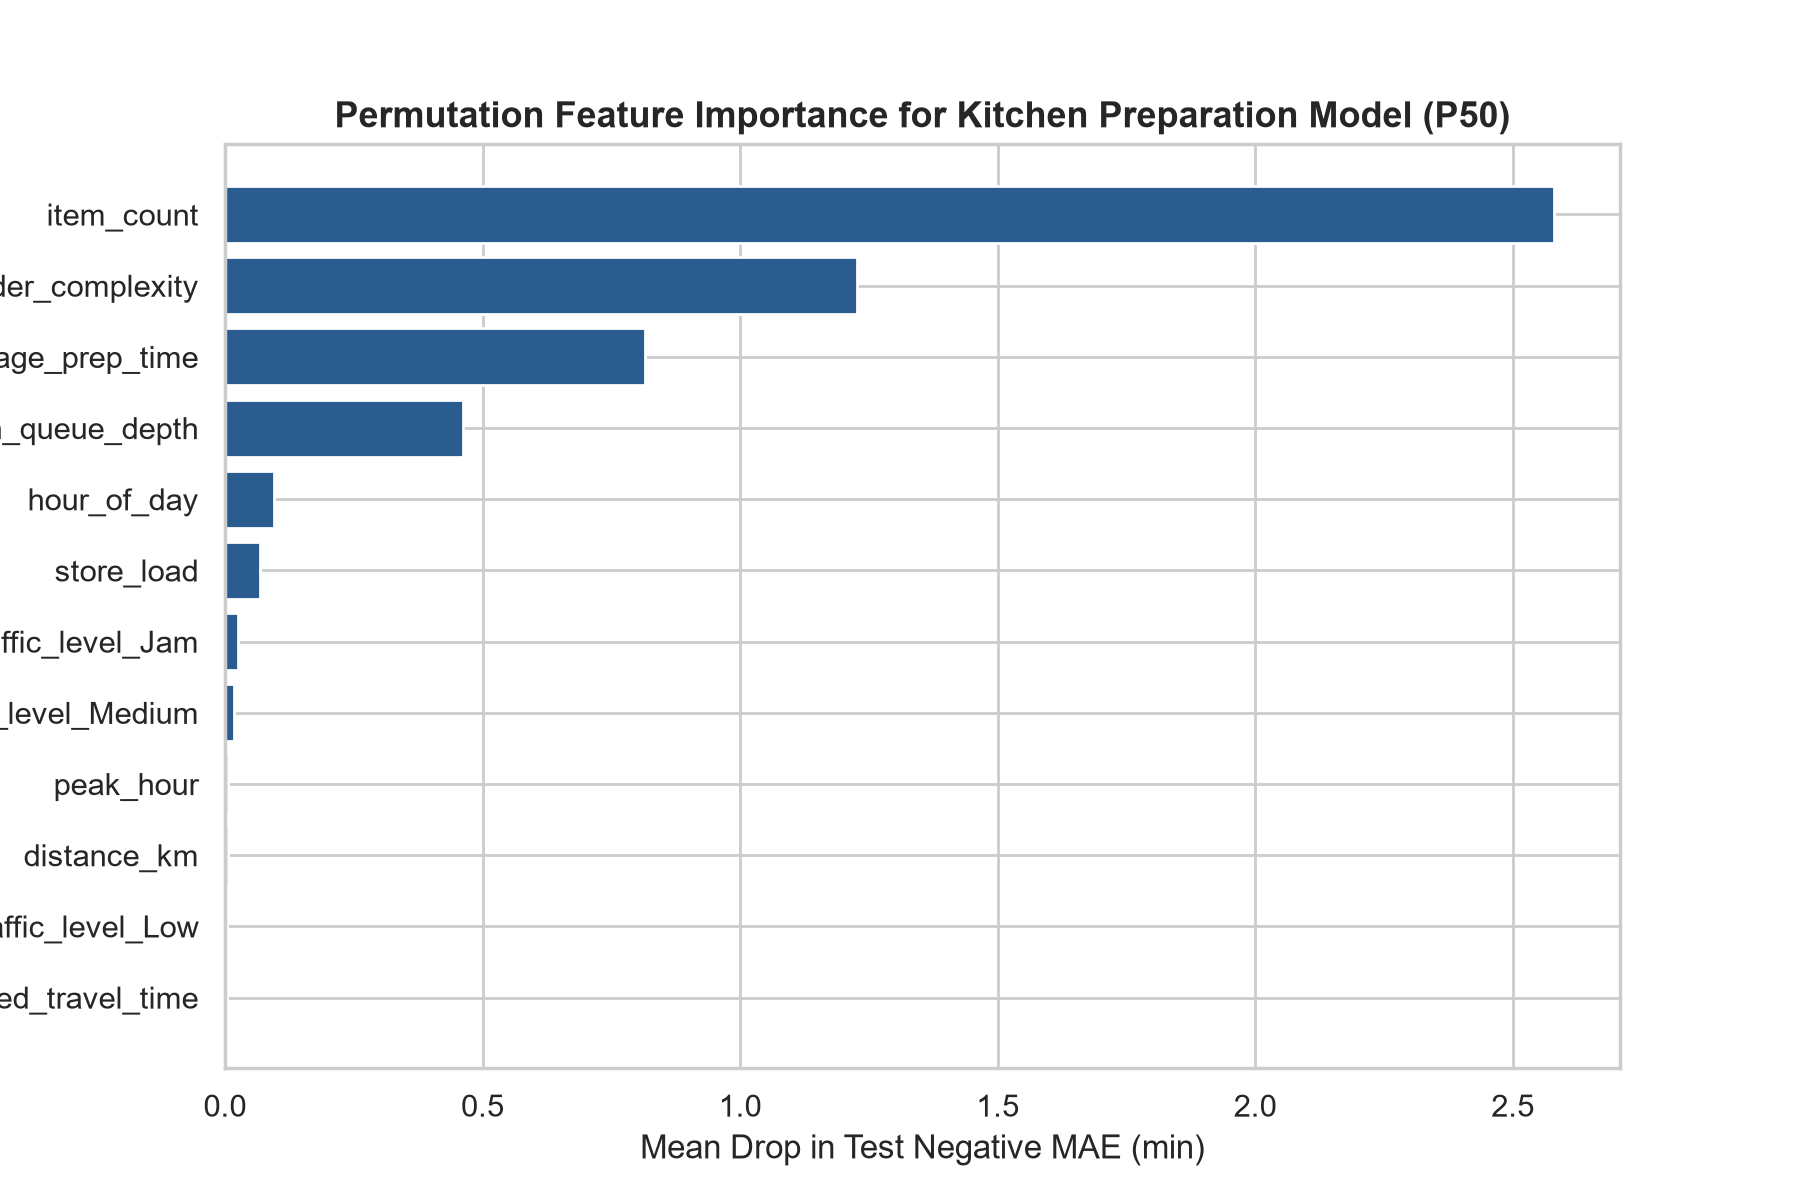 Permutation Feature Importance for Kitchen Preparation Model (P50)
item_count
der_complexity
age_prep_time
_queue_depth
hour_of_day
store_load
ffic_level_Jam
_level_Medium
peak_hour
distance_km
affic_level_Low
ed_travel_time
0.0 0.5 1.0 1.5 2.0 2.5
Mean Drop in Test Negative MAE (min)